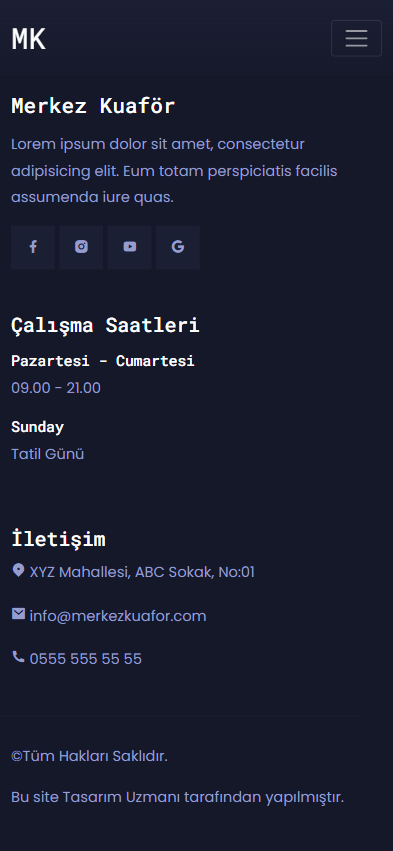 MK
Merkez Kuaför
Lorem ipsum dolor sit amet, consectetur
adipisicing elit. Eum totam perspiciatis facilis
assumenda iure quas.
Çalışma Saatleri
Pazartesi - Cumartesi
09.00 - 21.00
Sunday
Tatil Günü
İletişim
XYZ Mahallesi, ABC Sokak, No:01
info@merkezkuafor.com
0555 555 55 55
©Tüm Hakları Saklıdır.
Bu site Tasarım Uzmanı tarafından yapılmıştır.